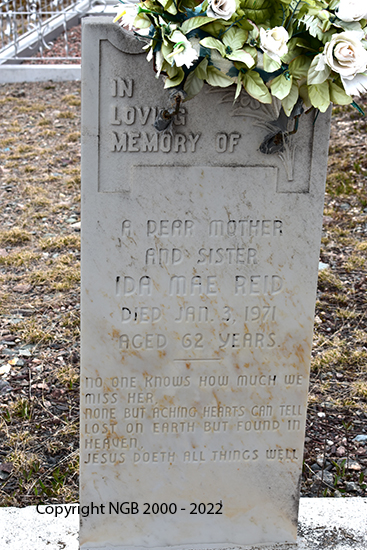 IN
LOVING
MEMORY OF
A DEAR MOTHER
AND SISTER
IDA MAE REID
DIED JAN. 3, 1971
AGED 62 YEARS.
NO ONE KNOWS HOW MUCH WE
MISS HER,
NONE BUT ACHING HEARTS CAN TELL
LOST ON EARTH BUT FOUND IN
HEAVEN,
JESUS DOETH ALL THINGS WELL
Copyright NGB 2000 - 2022